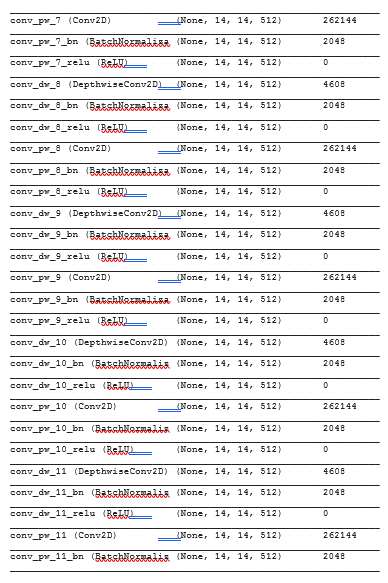 conv_pw_7 (Conv2D) (None, 14, 14, 512) 262144
conv_pw_7_bn (BatchNormaliza (None, 14, 14, 512) 2048
conv_pw_7_relu (ReLU) (None, 14, 14, 512) 0
conv_dw_8 (DepthwiseConv2D) (None, 14, 14, 512) 4608
conv_dw_8_bn (BatchNormaliza (None, 14, 14, 512) 2048
conv_dw_8_relu (ReLU) (None, 14, 14, 512) 0
conv_pw_8 (Conv2D) (None, 14, 14, 512) 262144
conv_pw_8_bn (BatchNormaliza (None, 14, 14, 512) 2048
conv_pw_8_relu (ReLU) (None, 14, 14, 512) 0
conv_dw_9 (DepthwiseConv2D) (None, 14, 14, 512) 4608
conv_dw_9_bn (BatchNormaliza (None, 14, 14, 512) 2048
conv_dw_9_relu (ReLU) (None, 14, 14, 512) 0
conv_pw_9 (Conv2D) (None, 14, 14, 512) 262144
conv_pw_9_bn (BatchNormaliza (None, 14, 14, 512) 2048
conv_pw_9_relu (ReLU) (None, 14, 14, 512) 0
conv_dw_10 (DepthwiseConv2D) (None, 14, 14, 512) 4608
conv_dw_10_bn (BatchNormaliz (None, 14, 14, 512) 2048
conv_dw_10_relu (ReLU) (None, 14, 14, 512) 0
conv_pw_10 (Conv2D) (None, 14, 14, 512) 262144
conv_pw_10_bn (BatchNormaliz (None, 14, 14, 512) 2048
conv_pw_10_relu (ReLU) (None, 14, 14, 512) 0
conv_dw_11 (DepthwiseConv2D) (None, 14, 14, 512) 4608
conv_dw_11_bn (BatchNormaliz (None, 14, 14, 512) 2048
conv_dw_11_relu (ReLU) (None, 14, 14, 512) 0
conv_pw_11 (Conv2D) (None, 14, 14, 512) 262144
conv_pw_11_bn (BatchNormaliz (None, 14, 14, 512) 2048